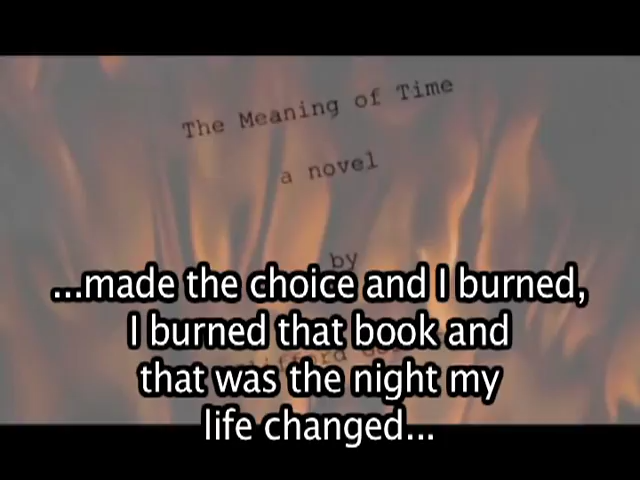 The Meaning of Time
a novel
by
...made the choice and I burned,
I burned that book and
that was the night my
life changed...